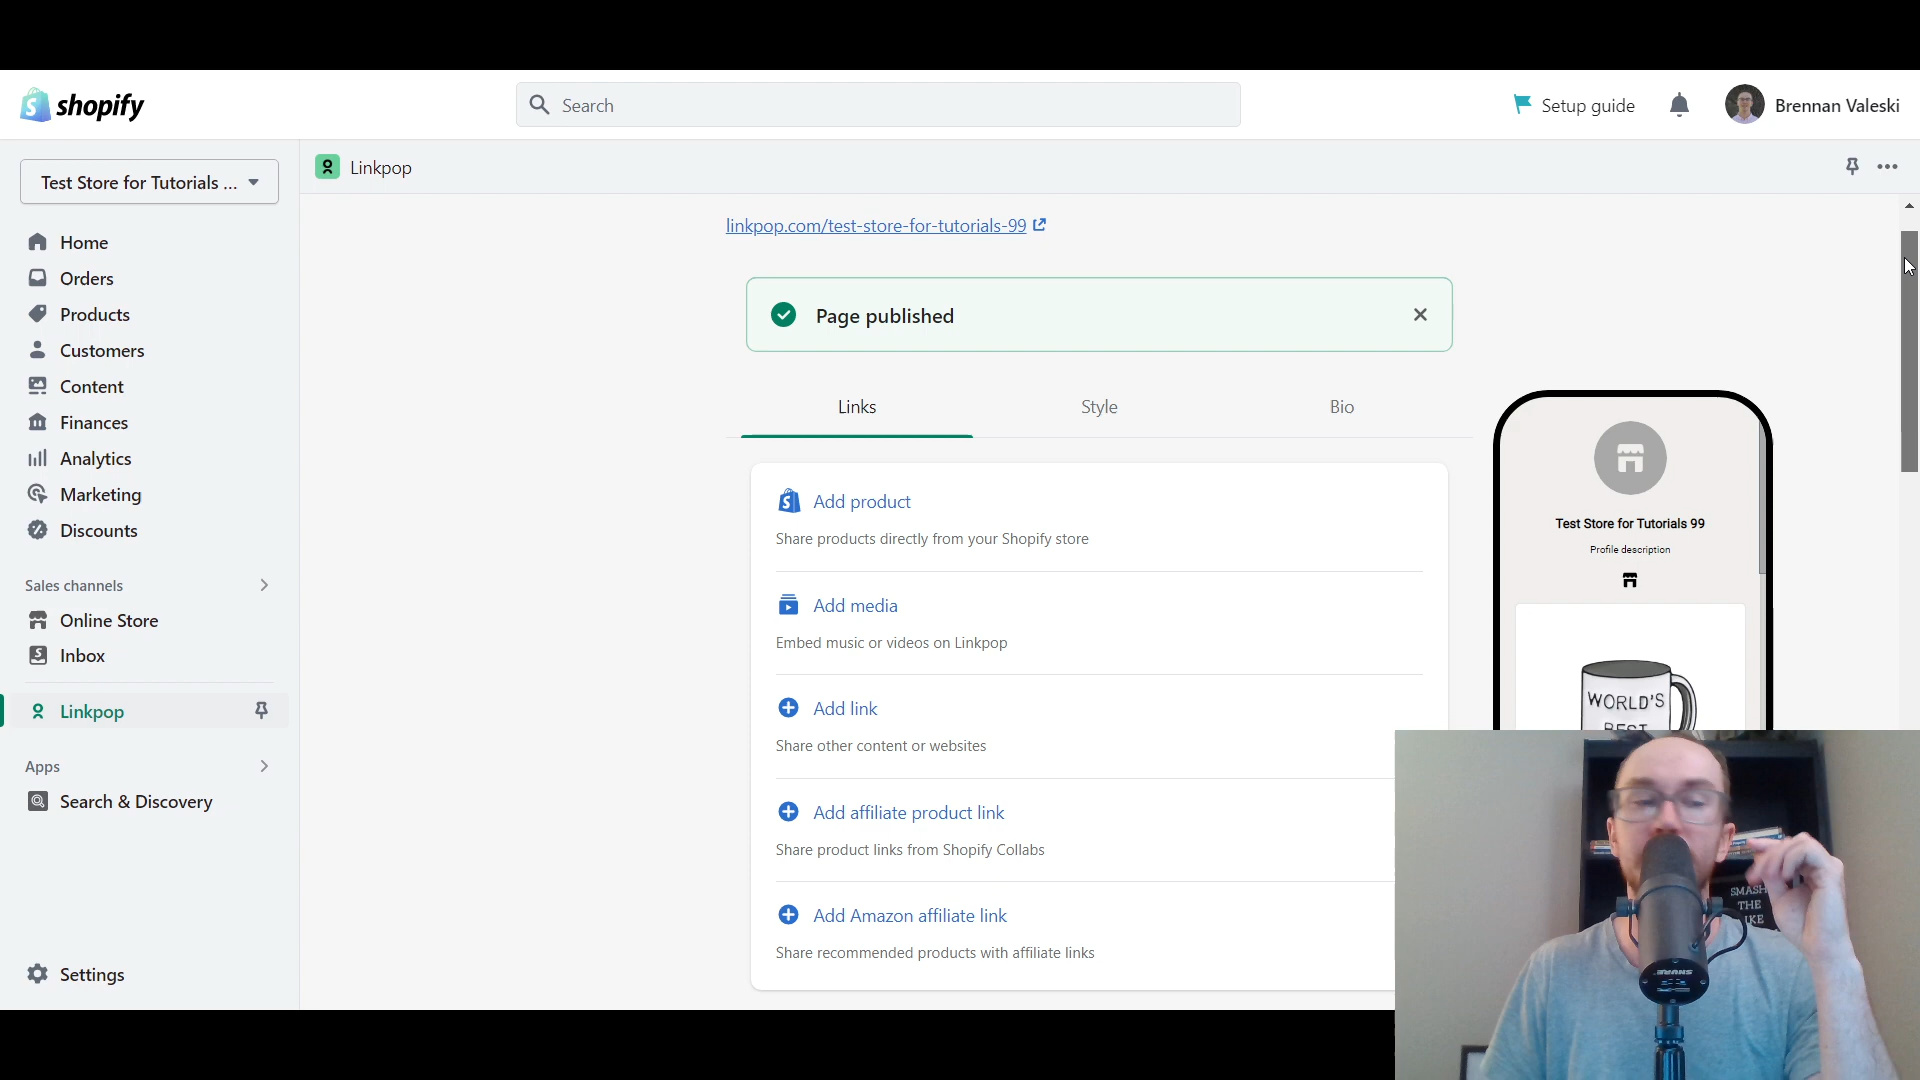 shopify
Search
Setup guide
Brennan Valeski
Test Store for Tutorials ...
Linkpop
Home
Orders
Products
Customers
Content
Finances
Analytics
Marketing
Discounts
Sales channels
Online Store
Inbox
Linkpop
Apps
Search & Discovery
Settings
linkpop.com/test-store-for-tutorials-99
Page published
Links
Style
Bio
Add product
Share products directly from your Shopify store
Add media
Embed music or videos on Linkpop
Add link
Share other content or websites
Add affiliate product link
Share product links from Shopify Collabs
Add Amazon affiliate link
Share recommended products with affiliate links
Test Store for Tutorials 99
Profile description
WORLD'S
BEST
SMASH
THE
SHURE